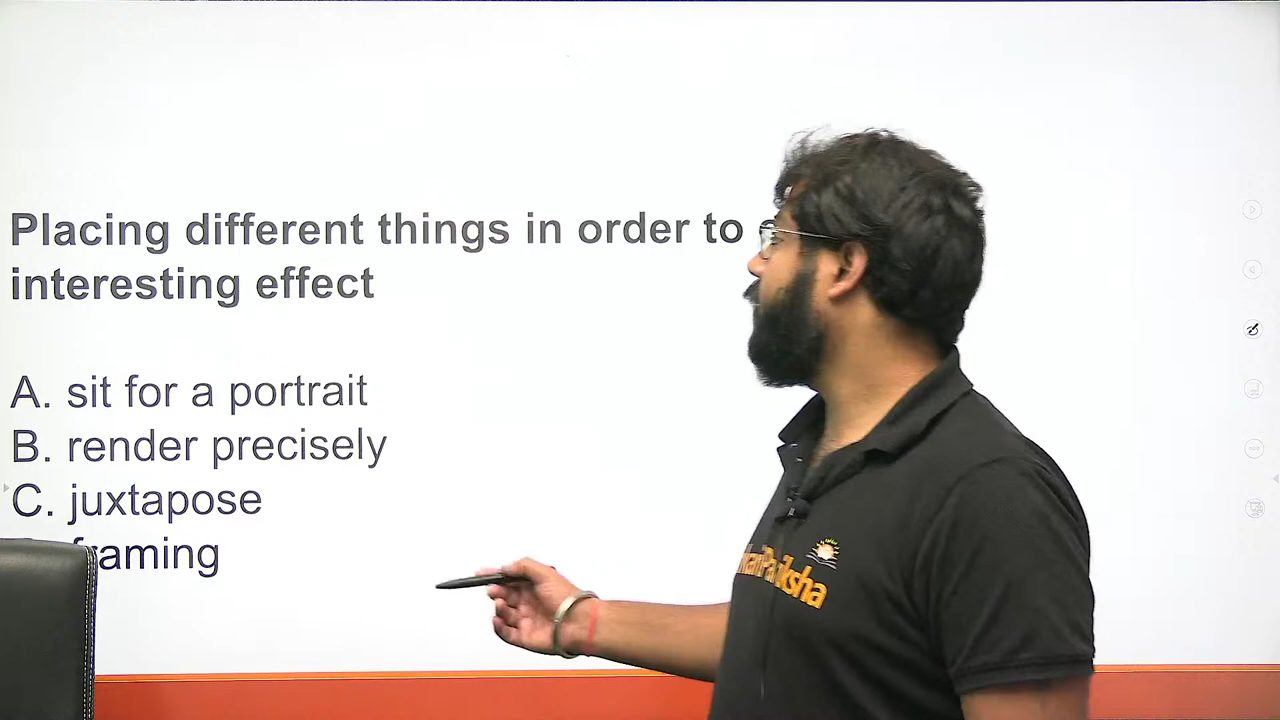 Placing different things in order to
interesting effect
A. sit for a portrait
B. render precisely
C. juxtapose
framing